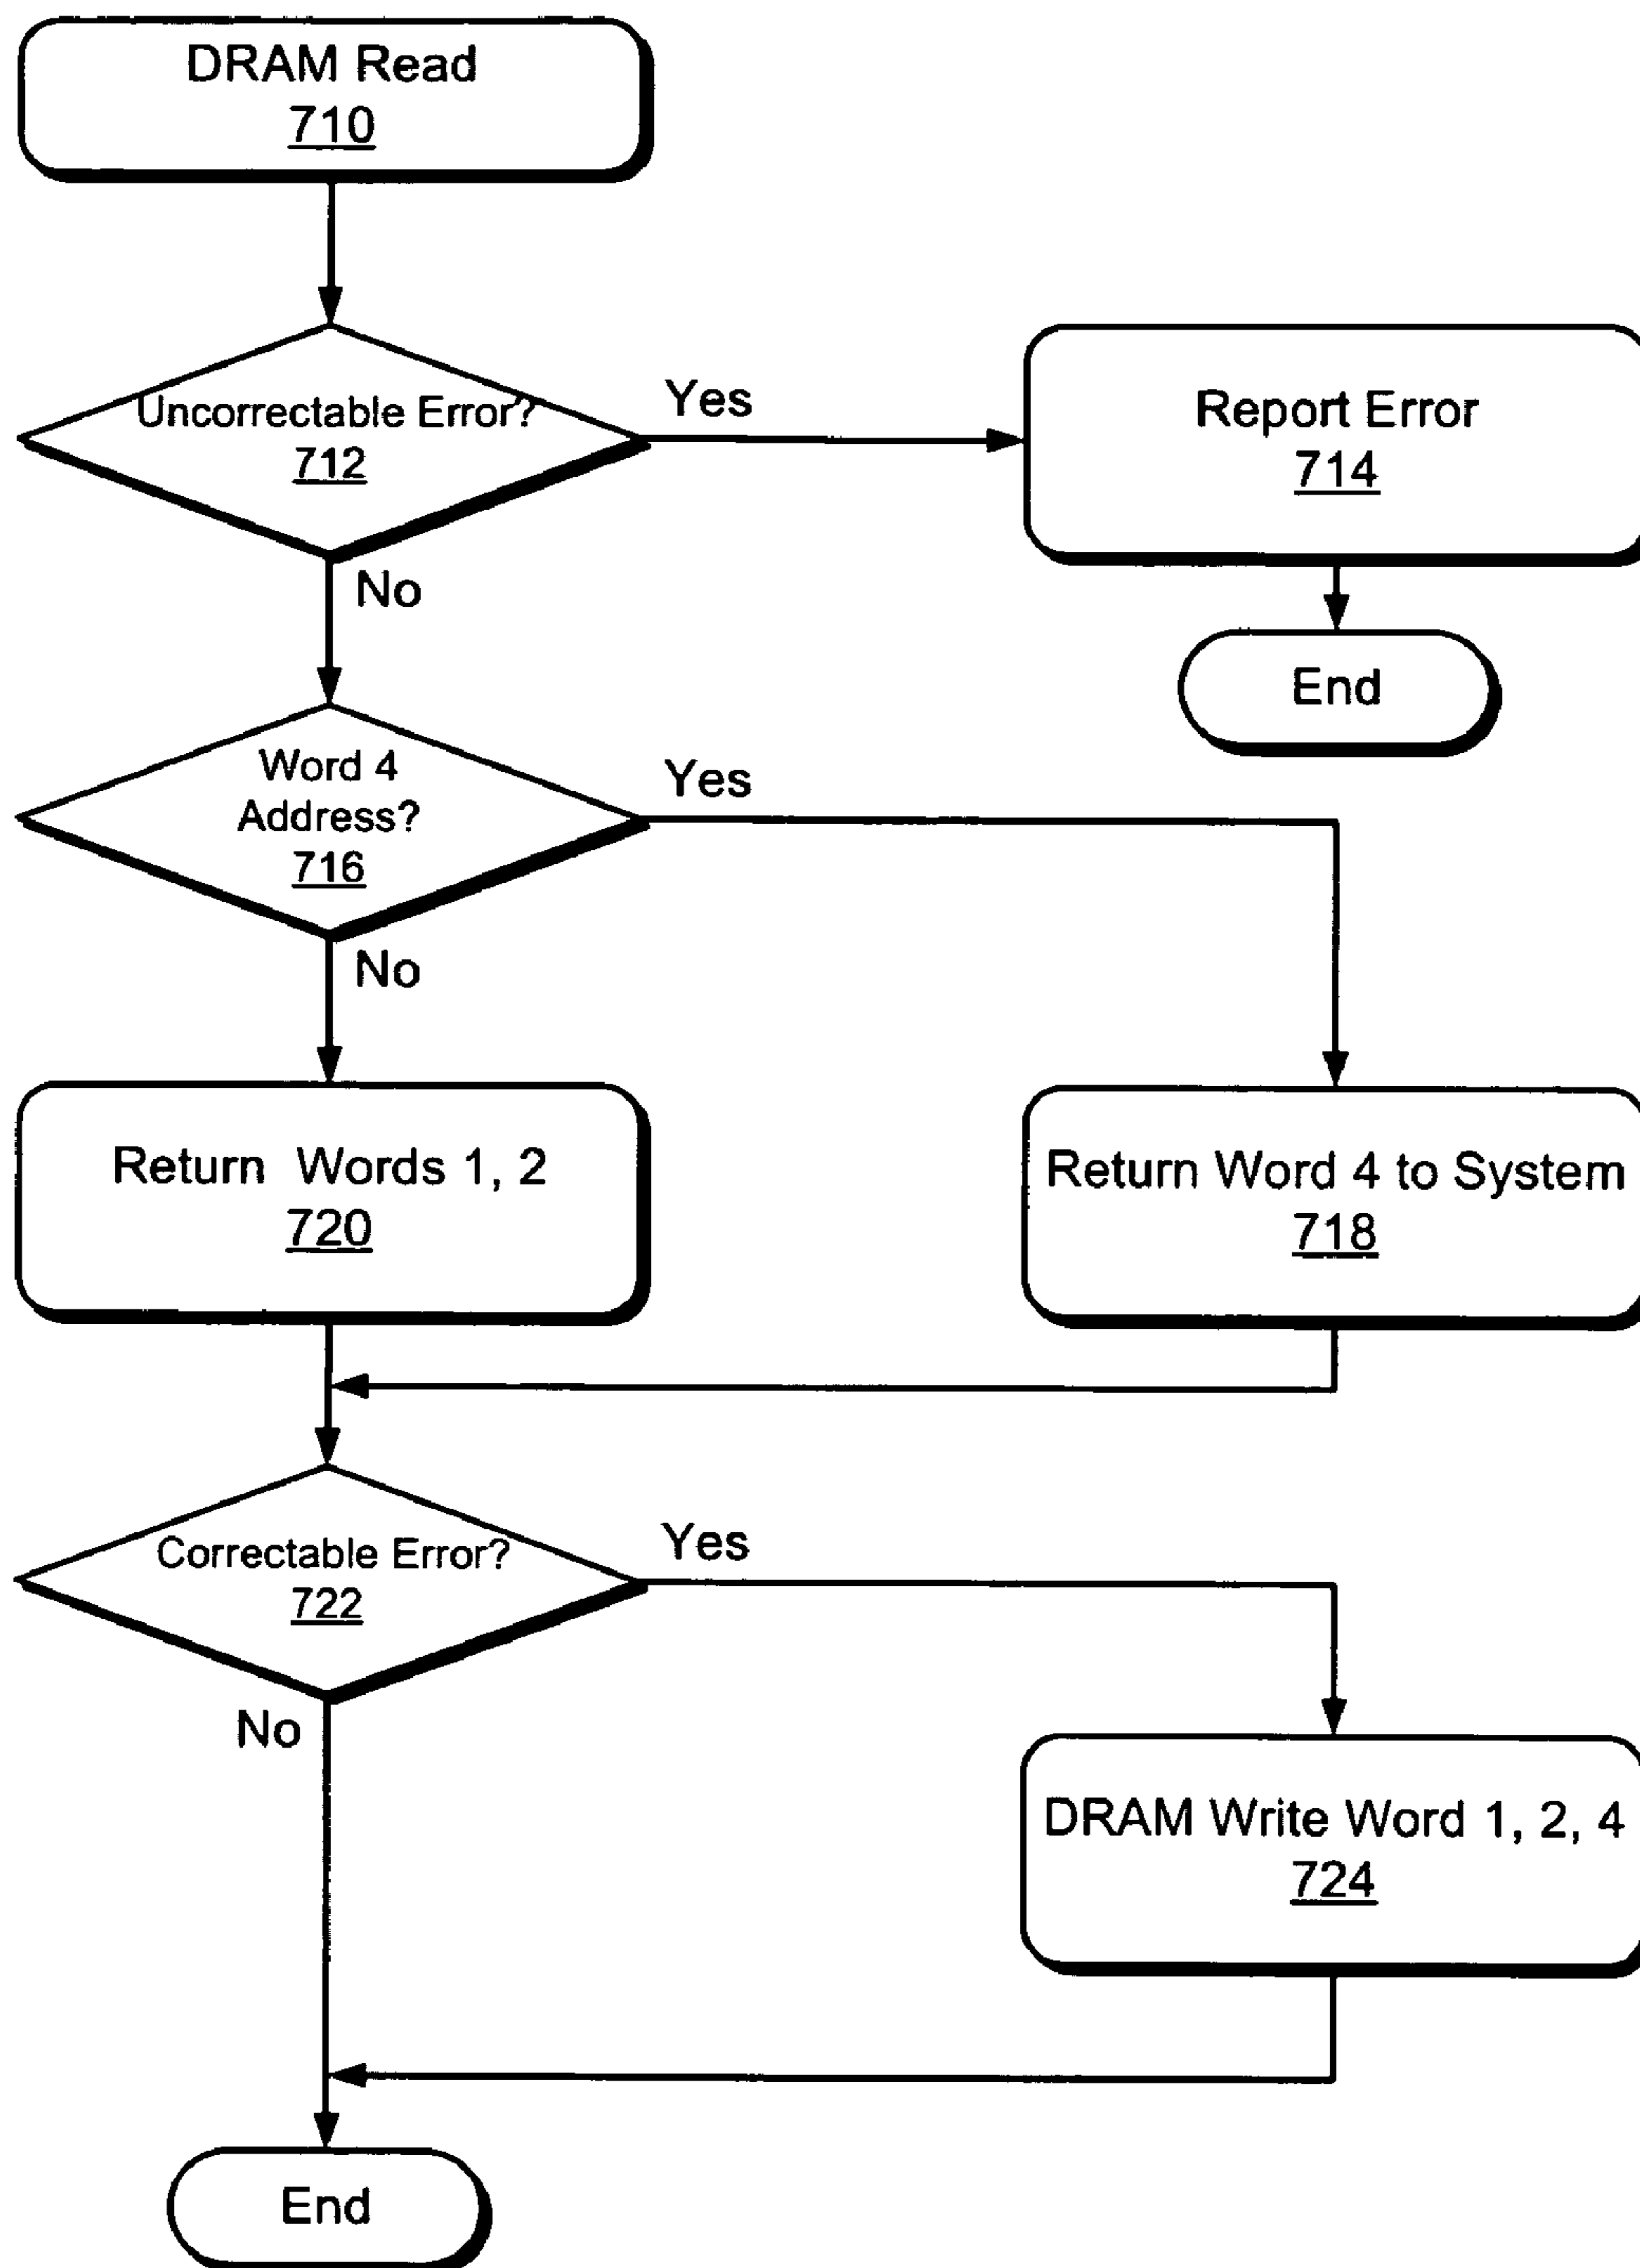 DRAM Read
710
Uncorrectable Error?
712
Yes
Report Error
714
No
End
Word 4
Address?
716
Yes
No
Return Words 1, 2
720
Return Word 4 to System
718
Correctable Error?
722
Yes
No
DRAM Write Word 1, 2, 4
724
End